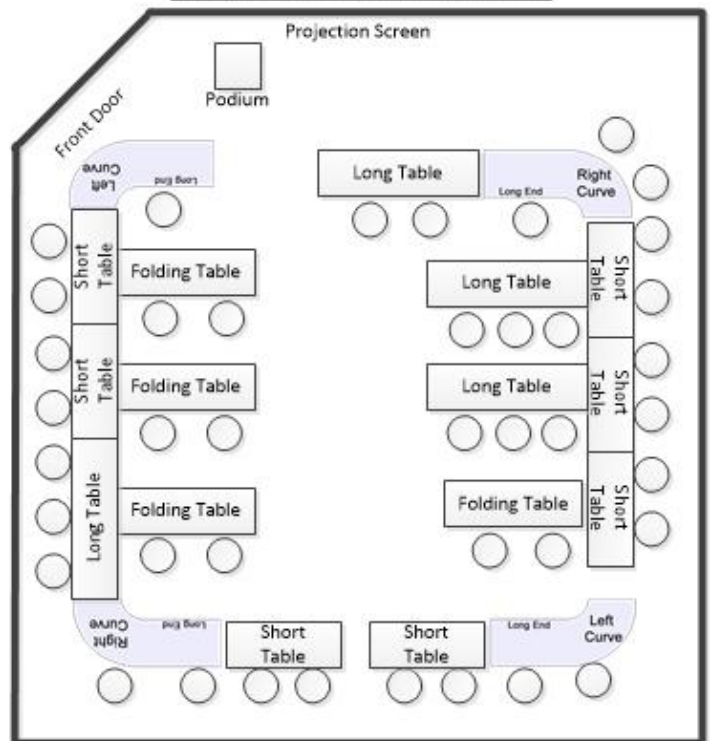 Projection Screen
Podium
Front Door
Left
Curve
Long End
Long Table
Long End
Right
Curve
Short
Table
Folding Table
Long Table
Short
Table
Short
Table
Folding Table
Long Table
Short
Table
Long Table
Folding Table
Folding Table
Short
Table
Right
Curve
Long End
Short
Table
Short
Table
Long End
Left
Curve